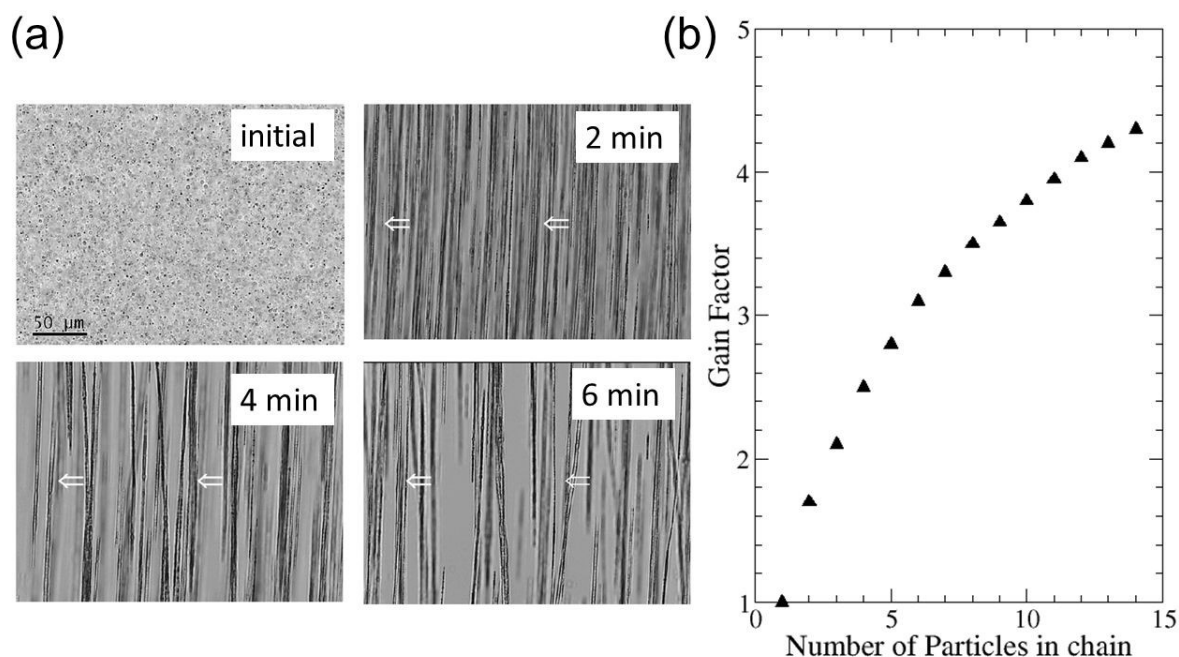 (a)
initial
2 min
50 μm
4 min
6 min
(b)
5
4
3
2
1
Gain Factor
0
5
10
15
Number of Particles in chain